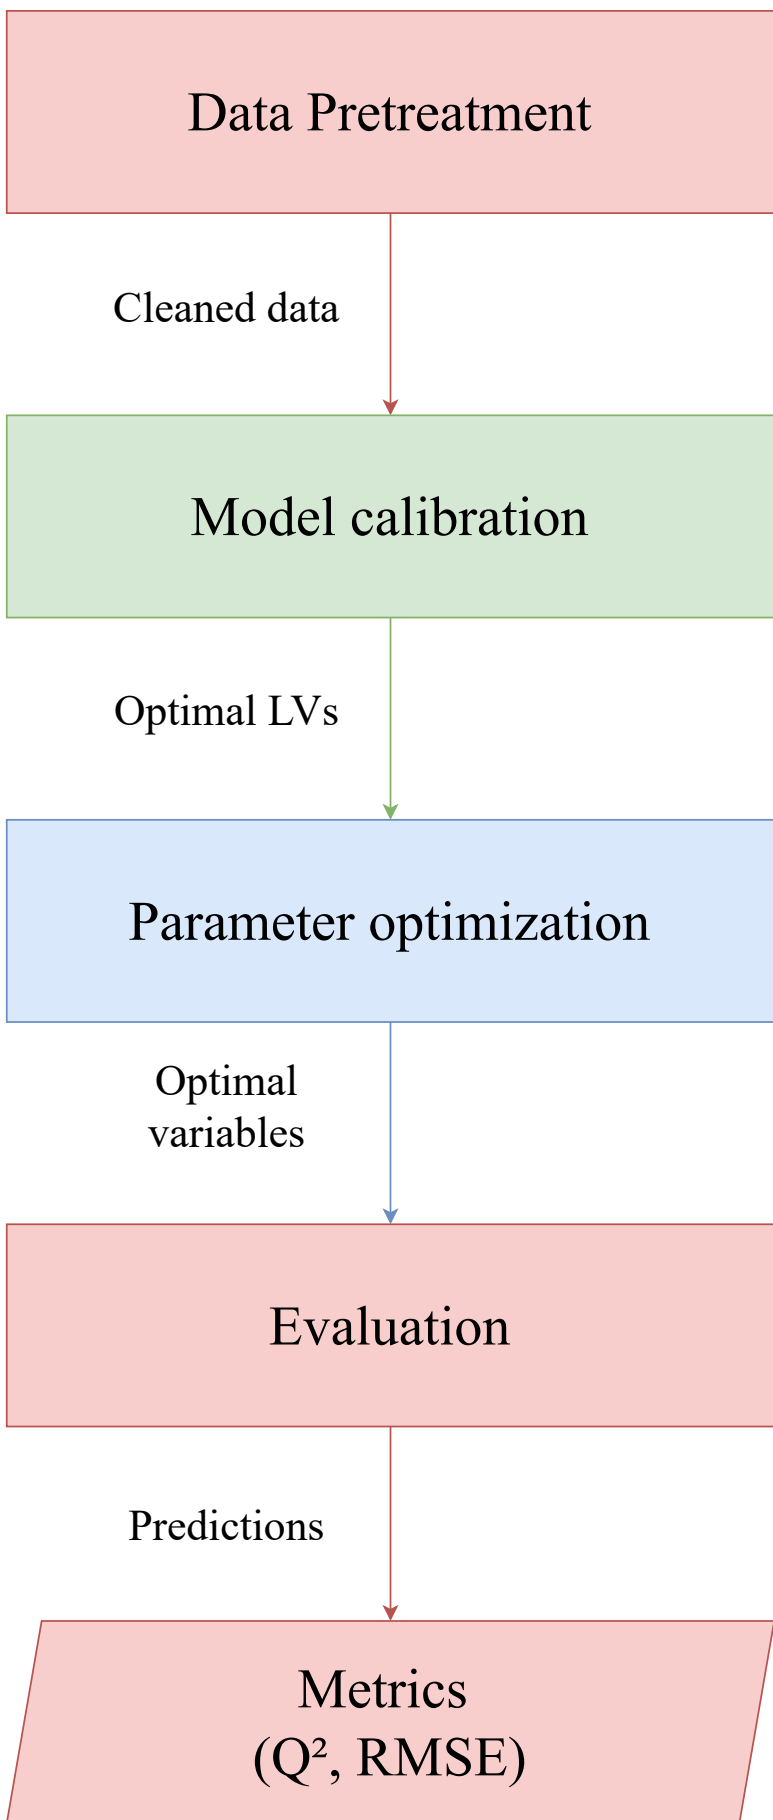 Data Pretreatment
Cleaned data
Model calibration
Optimal LVs
Parameter optimization
Optimal
variables
Evaluation
Predictions
Metrics
(Q², RMSE)